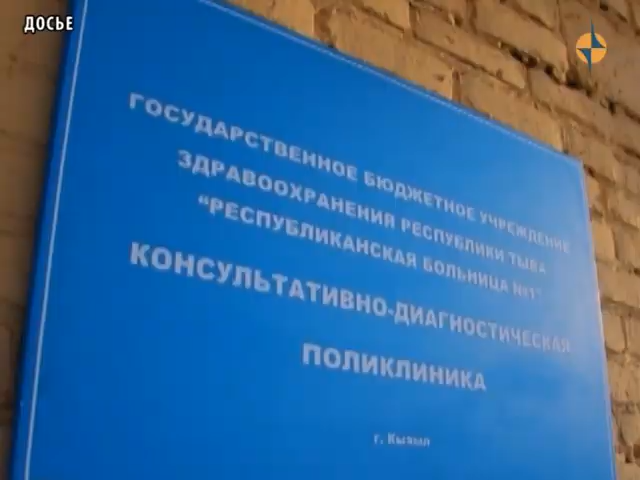 ДОСЬЕ
ГОСУДАРСТВЕННОЕ БЮДЖЕТНОЕ УЧРЕЖДЕНИЕ
ЗДРАВООХРАНЕНИЯ РЕСПУБЛИКИ ТЫВА
"РЕСПУБЛИКАНСКАЯ БОЛЬНИЦА №1"
КОНСУЛЬТАТИВНО-ДИАГНОСТИЧЕСКАЯ
ПОЛИКЛИНИКА
г. Кызыл